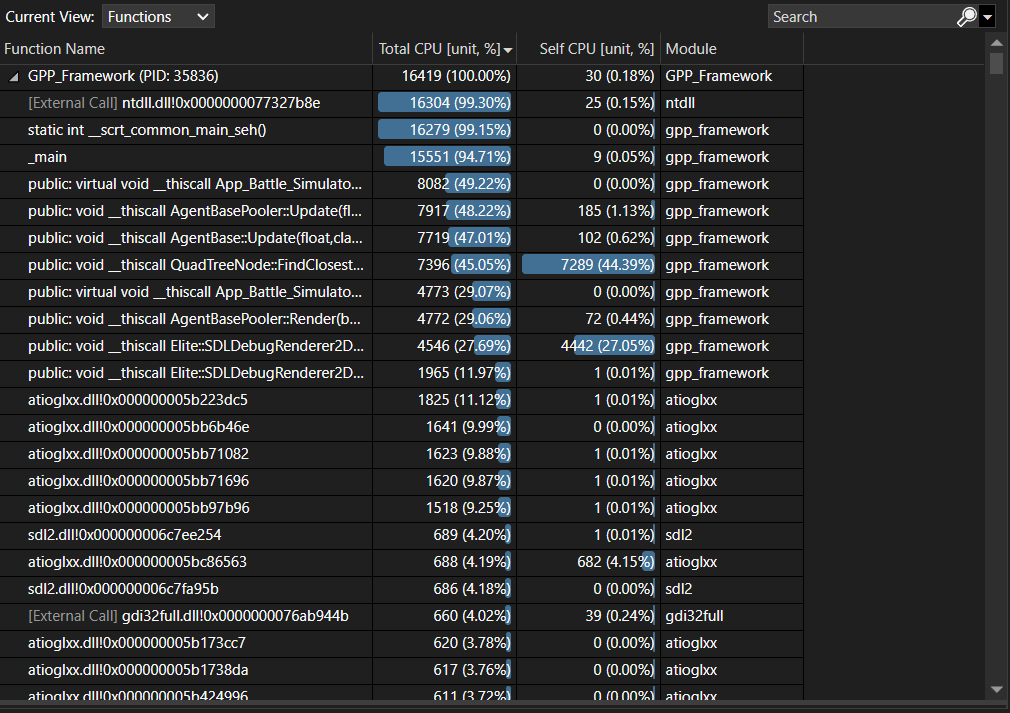 Current View: Functions Search
Function Name Total CPU [unit, %] Self CPU [unit, %] Module
GPP_Framework (PID: 35836) 16419 (100.00%) 30 (0.18%) GPP_Framework
[External Call] ntdll.dll!0x0000000077327b8e 16304 (99.30%) 25 (0.15%) ntdll
static int __scrt_common_main_seh() 16279 (99.15%) 0 (0.00%) gpp_framework
_main 15551 (94.71%) 9 (0.05%) gpp_framework
public: virtual void __thiscall App_Battle_Simulato... 8082 (49.22%) 0 (0.00%) gpp_framework
public: void __thiscall AgentBasePooler::Update(fl... 7917 (48.22%) 185 (1.13%) gpp_framework
public: void __thiscall AgentBase::Update(float,cla... 7719 (47.01%) 102 (0.62%) gpp_framework
public: void __thiscall QuadTreeNode::FindClosest... 7396 (45.05%) 7289 (44.39%) gpp_framework
public: virtual void __thiscall App_Battle_Simulato... 4773 (29.07%) 0 (0.00%) gpp_framework
public: void __thiscall AgentBasePooler::Render(b... 4772 (29.06%) 72 (0.44%) gpp_framework
public: void __thiscall Elite::SDLDebugRenderer2D... 4546 (27.69%) 4442 (27.05%) gpp_framework
public: void __thiscall Elite::SDLDebugRenderer2D... 1965 (11.97%) 1 (0.01%) gpp_framework
atioglxx.dll!0x000000005b223dc5 1825 (11.12%) 1 (0.01%) atioglxx
atioglxx.dll!0x000000005bb6b46e 1641 (9.99%) 0 (0.00%) atioglxx
atioglxx.dll!0x000000005bb71082 1623 (9.88%) 1 (0.01%) atioglxx
atioglxx.dll!0x000000005bb71696 1620 (9.87%) 1 (0.01%) atioglxx
atioglxx.dll!0x000000005bb97b96 1518 (9.25%) 1 (0.01%) atioglxx
sdl2.dll!0x000000006c7ee254 689 (4.20%) 1 (0.01%) sdl2
atioglxx.dll!0x000000005bc86563 688 (4.19%) 682 (4.15%) atioglxx
sdl2.dll!0x000000006c7fa95b 686 (4.18%) 0 (0.00%) sdl2
[External Call] gdi32full.dll!0x0000000076ab944b 660 (4.02%) 39 (0.24%) gdi32full
atioglxx.dll!0x000000005b173cc7 620 (3.78%) 0 (0.00%) atioglxx
atioglxx.dll!0x000000005b1738da 617 (3.76%) 0 (0.00%) atioglxx
atioglxx.dll!0x000000005b424996 611 (3.72%) 0 (0.00%) atioglxx